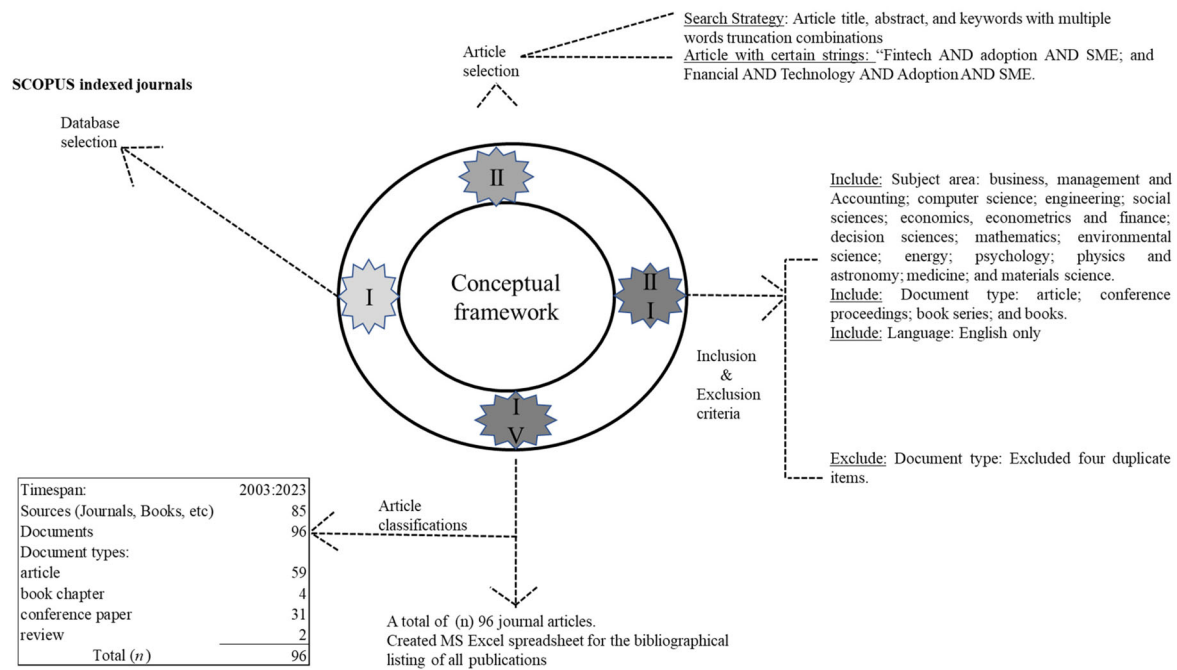 SCOPUS indexed journals
Database
selection
I
Article
selection
II
Search Strategy: Article title, abstract, and keywords with multiple
words truncation combinations
Article with certain strings: “Fintech AND adoption AND SME; and
Fnancial AND Technology AND Adoption AND SME.
Conceptual
framework
II
I
Inclusion
&
Exclusion
criteria
Include: Subject area: business, management and
Accounting; computer science; engineering; social
sciences; economics, econometrics and finance;
decision sciences; mathematics; environmental
science; energy; psychology; physics and
astronomy; medicine; and materials science.
Include: Document type: article; conference
proceedings; book series; and books.
Include: Language: English only
Exclude: Document type: Excluded four duplicate
items.
I
V
Article
classifications
Timespan: 2003:2023
Sources (Journals, Books, etc) 85
Documents 96
Document types:
article 59
book chapter 4
conference paper 31
review 2
Total (n) 96
A total of (n) 96 journal articles.
Created MS Excel spreadsheet for the bibliographical
listing of all publications